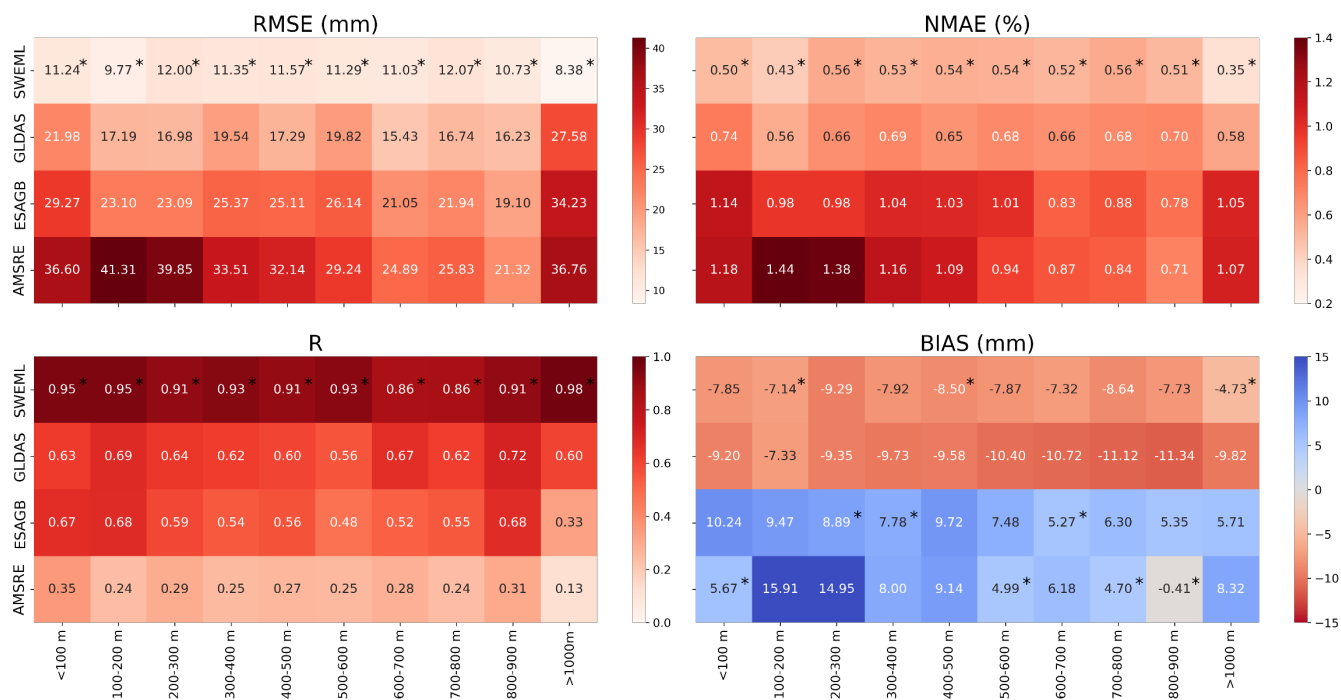 RMSE (mm)
SWEML 11.24* 9.77* 12.00* 11.35* 11.57* 11.29* 11.03* 12.07* 10.73* 8.38*
GLDAS 21.98 17.19 16.98 19.54 17.29 19.82 15.43 16.74 16.23 27.58
ESAGB 29.27 23.10 23.09 25.37 25.11 26.14 21.05 21.94 19.10 34.23
AMSRE 36.60 41.31 39.85 33.51 32.14 29.24 24.89 25.83 21.32 36.76
40
35
30
25
20
15
10
NMAE (%)
0.50* 0.43* 0.56* 0.53* 0.54* 0.54* 0.52* 0.56* 0.51* 0.35*
0.74 0.56 0.66 0.69 0.65 0.68 0.66 0.68 0.70 0.58
1.14 0.98 0.98 1.04 1.03 1.01 0.83 0.88 0.78 1.05
1.18 1.44 1.38 1.16 1.09 0.94 0.87 0.84 0.71 1.07
1.4
1.2
1.0
0.8
0.6
0.4
0.2
R
SWEML 0.95* 0.95* 0.91* 0.93* 0.91* 0.93* 0.86* 0.86* 0.91* 0.98*
GLDAS 0.63 0.69 0.64 0.62 0.60 0.56 0.67 0.62 0.72 0.60
ESAGB 0.67 0.68 0.59 0.54 0.56 0.48 0.52 0.55 0.68 0.33
AMSRE 0.35 0.24 0.29 0.25 0.27 0.25 0.28 0.24 0.31 0.13
<100 m 100-200 m 200-300 m 300-400 m 400-500 m 500-600 m 600-700 m 700-800 m 800-900 m >1000m
1.0
0.8
0.6
0.4
0.2
0.0
BIAS (mm)
-7.85 -7.14* -9.29 -7.92 -8.50* -7.87 -7.32 -8.64 -7.73 -4.73*
-9.20 -7.33 -9.35 -9.73 -9.58 -10.40 -10.72 -11.12 -11.34 -9.82
10.24 9.47 8.89* 7.78* 9.72 7.48 5.27* 6.30 5.35 5.71
5.67* 15.91 14.95 8.00 9.14 4.99* 6.18 4.70* -0.41* 8.32
<100 m 100-200 m 200-300 m 300-400 m 400-500 m 500-600 m 600-700 m 700-800 m 800-900 m >1000 m
15
10
5
0
−5
−10
−15